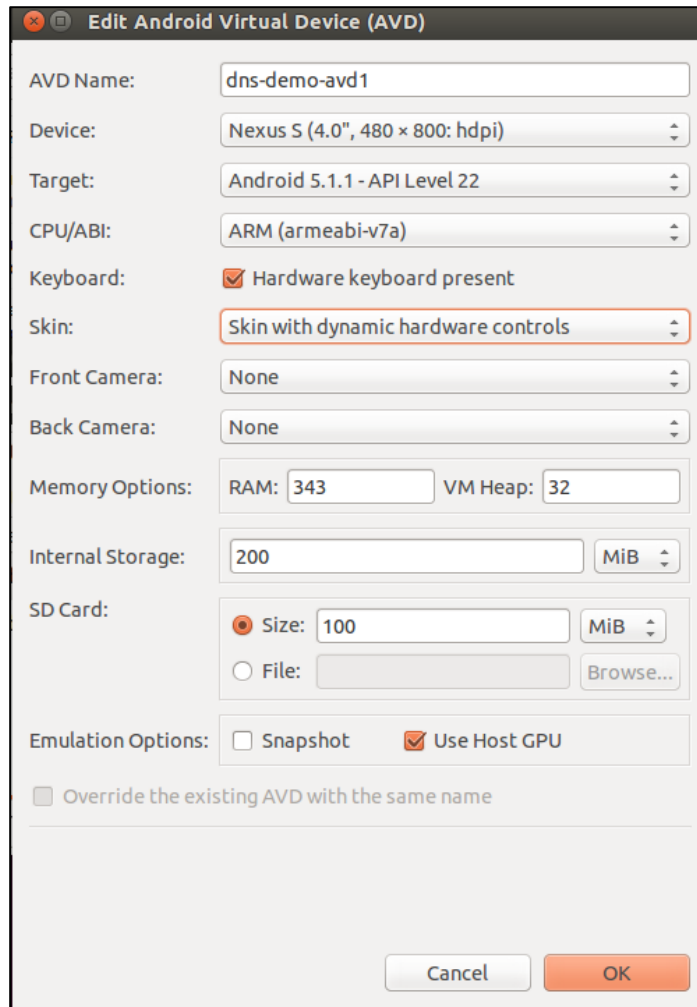 Edit Android Virtual Device (AVD)
AVD Name: dns-demo-avd1
Device: Nexus S (4.0", 480 × 800: hdpi)
Target: Android 5.1.1 - API Level 22
CPU/ABI: ARM (armeabi-v7a)
Keyboard: Hardware keyboard present
Skin: Skin with dynamic hardware controls
Front Camera: None
Back Camera: None
Memory Options: RAM: 343 VM Heap: 32
Internal Storage: 200 MiB
SD Card:
Size: 100 MiB
File: Browse...
Emulation Options: Snapshot Use Host GPU
Override the existing AVD with the same name
Cancel OK